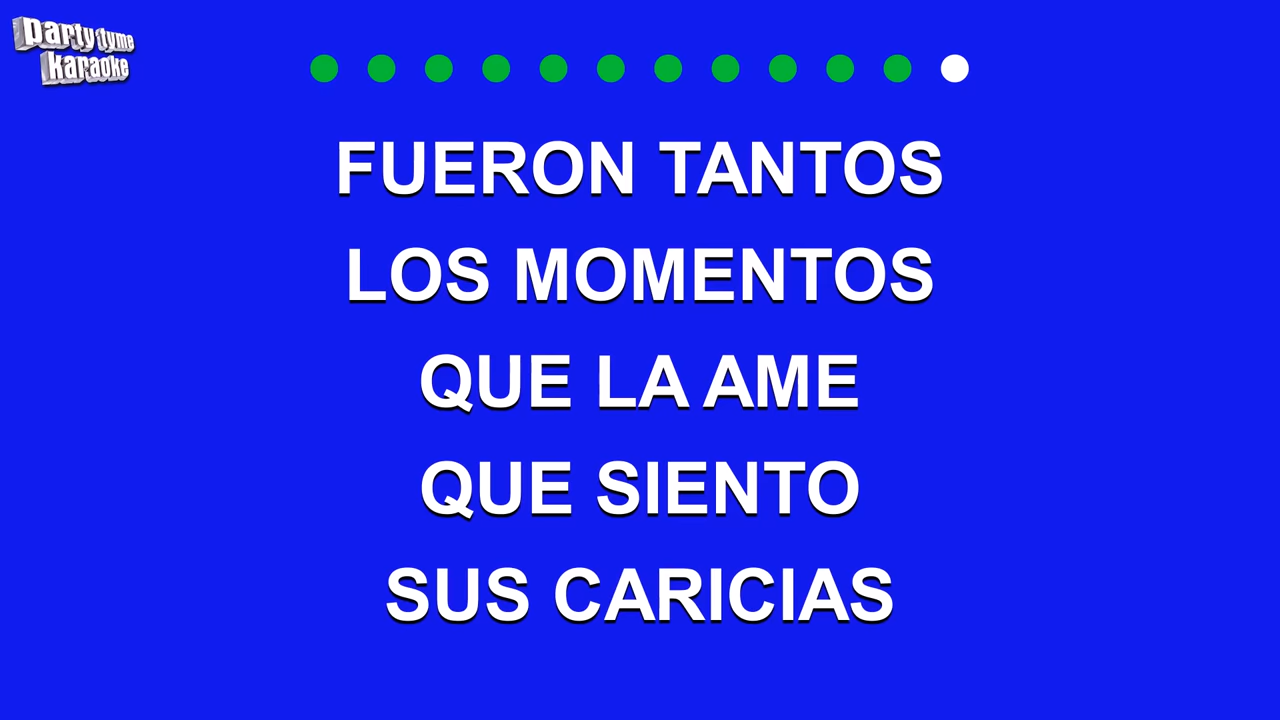 party tyme
karaoke
FUERON TANTOS
LOS MOMENTOS
QUE LA AME
QUE SIENTO
SUS CARICIAS